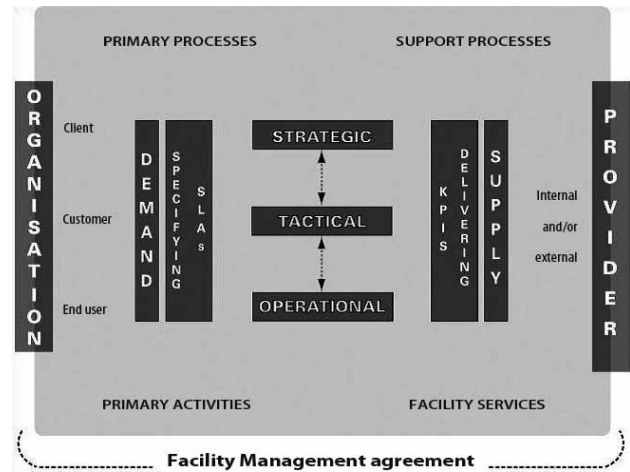 PRIMARY PROCESSES
SUPPORT PROCESSES
ORGANISATION
Client
Customer
End user
DEMAND
SPECIFYING
SLAs
STRATEGIC
TACTICAL
OPERATIONAL
KPIS
DELIVERING
SUPPLY
Internal
and/or
external
PROVIDER
PRIMARY ACTIVITIES
FACILITY SERVICES
Facility Management agreement